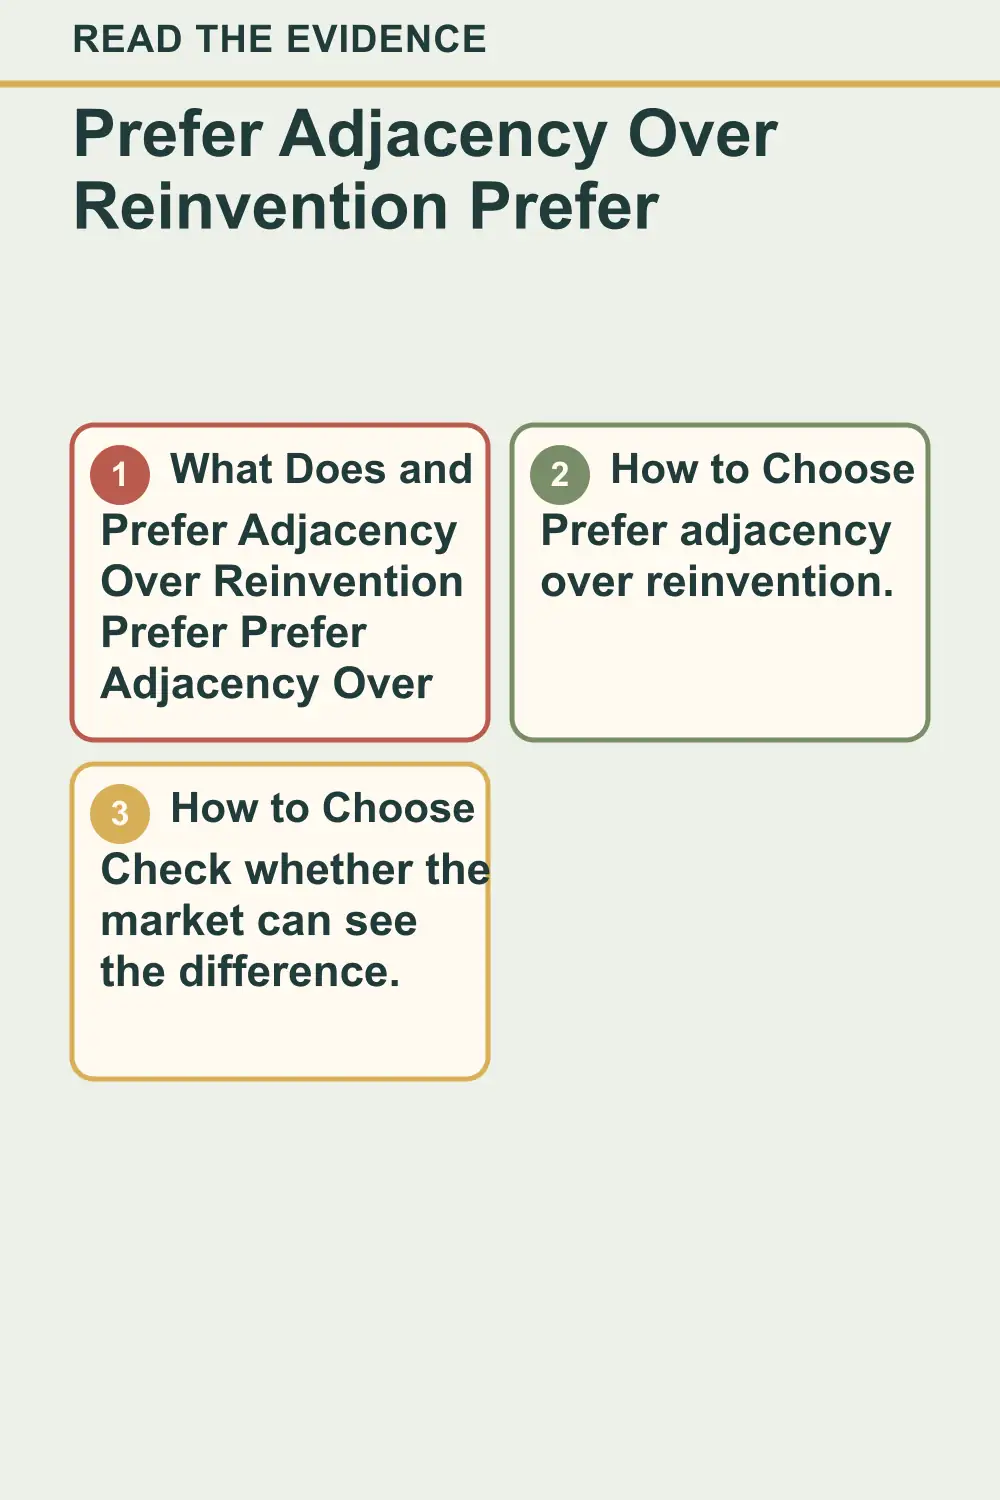 READ THE EVIDENCE
Prefer Adjacency Over
Reinvention Prefer
1 What Does and
Prefer Adjacency
Over Reinvention
Prefer Prefer
Adjacency Over
2 How to Choose
Prefer adjacency
over reinvention.
3 How to Choose
Check whether the
market can see
the difference.